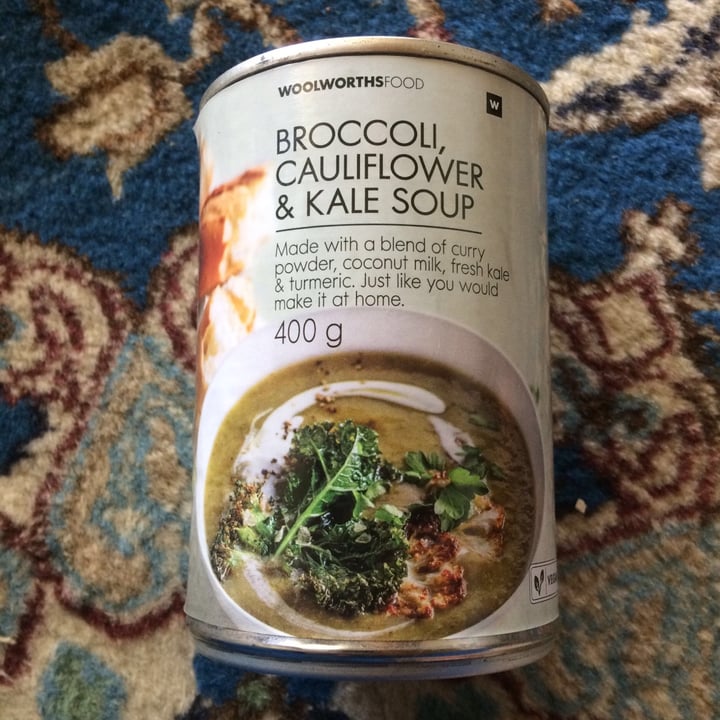 WOOLWORTHSFOOD
W
BROCCOLI,
CAULIFLOWER
& KALE SOUP
Made with a blend of curry
powder, coconut milk, fresh kale
& turmeric. Just like you would
make it at home.
400 g